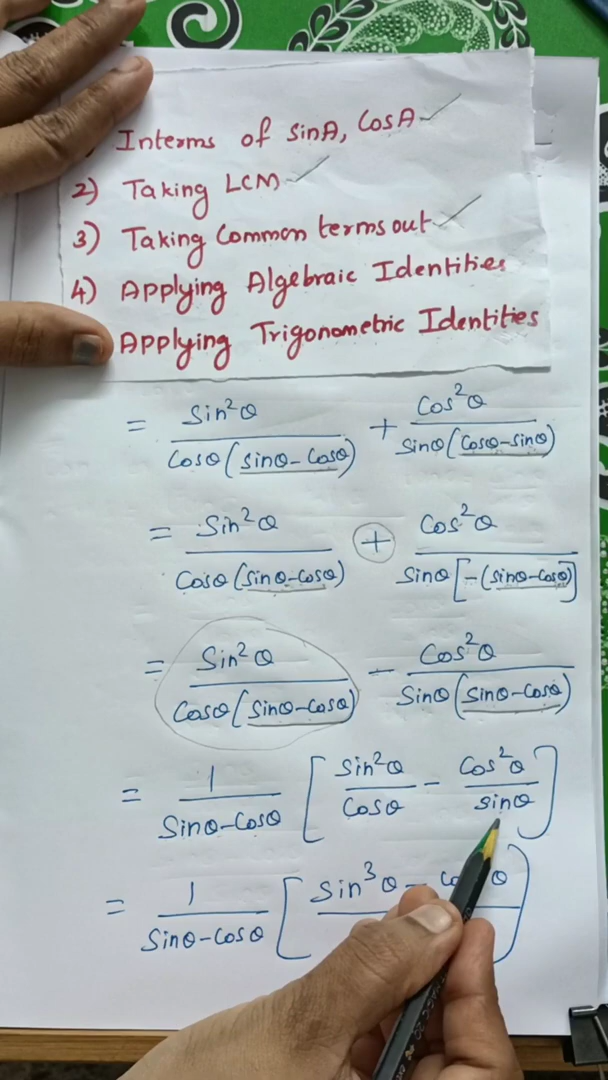 Interms of sinA, CosA
2) Taking LCM
3) Taking Common terms out
4) Applying Algebraic Identities
Applying Trigonometric Identities
= Sin²θ / Cosθ (sinθ - Cosθ) + Cos²θ / Sinθ (Cosθ - sinθ)
= Sin²θ / Cosθ (sinθ - cosθ) + Cos²θ / Sinθ [-(sinθ - cosθ)]
= Sin²θ / Cosθ (Sinθ - Cosθ) - Cos²θ / Sinθ (Sinθ - Cosθ)
= 1 / Sinθ - Cosθ [Sin²θ / Cosθ - Cos²θ / sinθ]
= 1 / Sinθ - Cosθ [Sin³θ - θ]